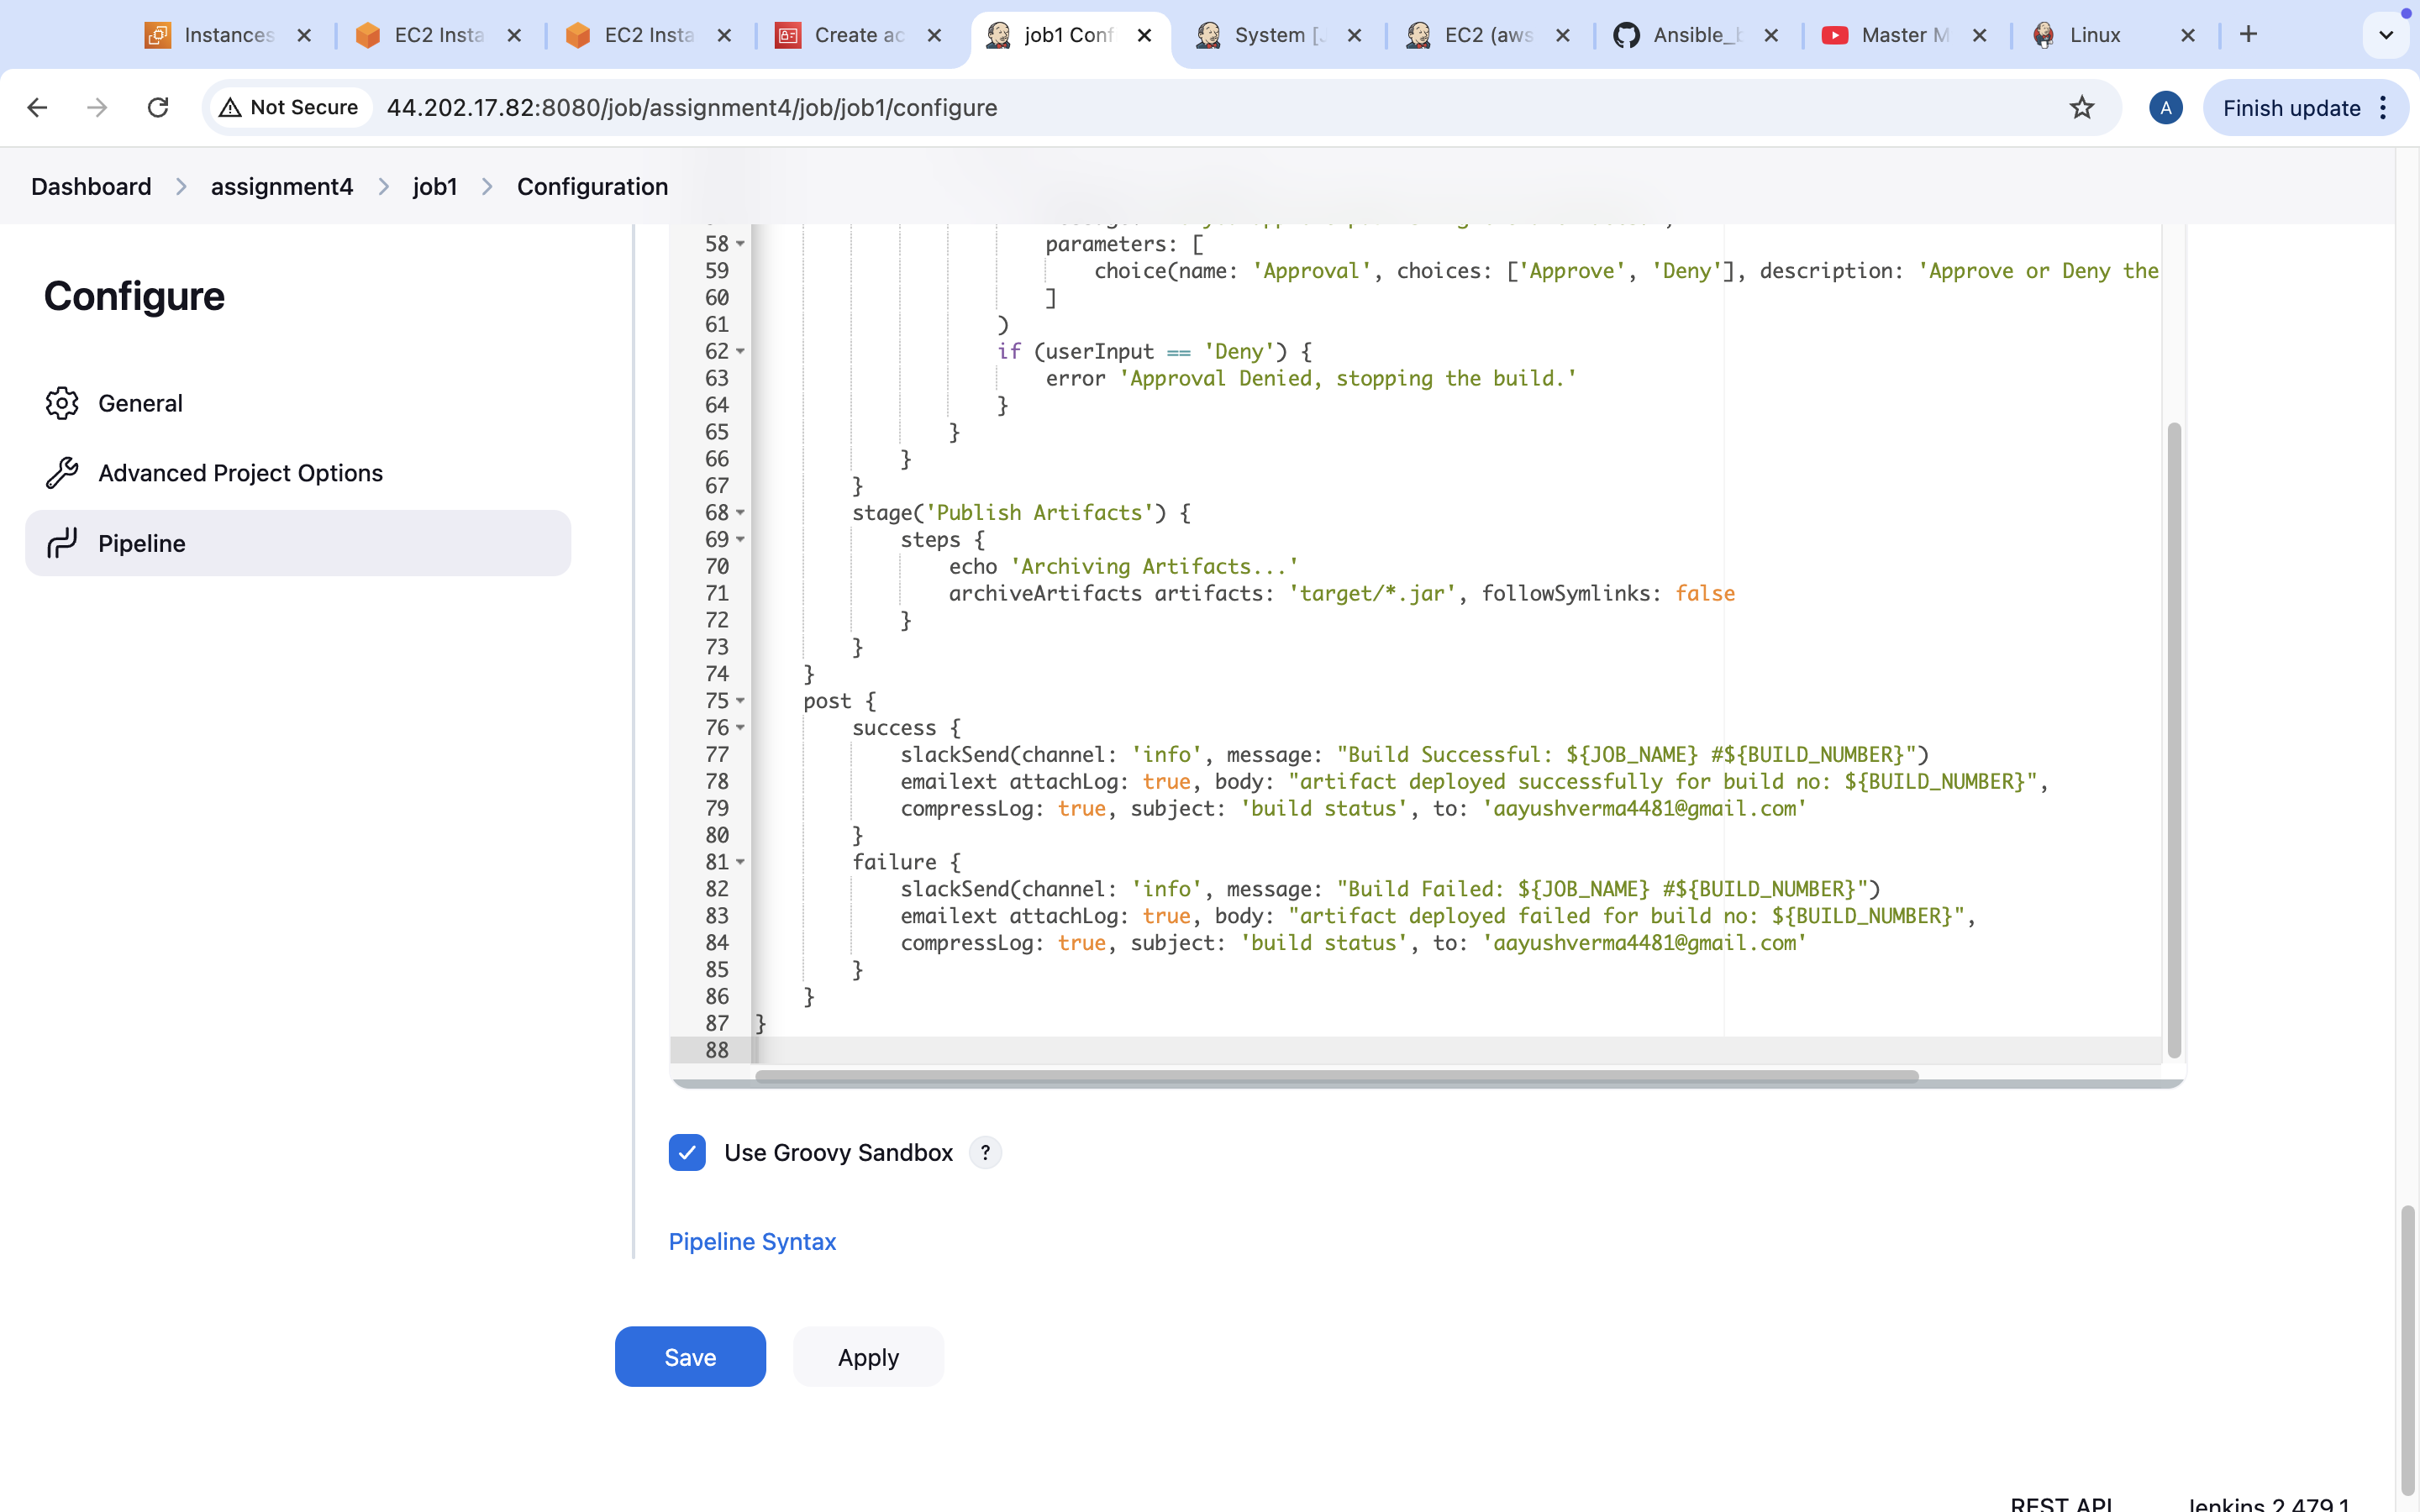 Instances
EC2 Insta
EC2 Insta
Create ac
job1 Conf
System [J
EC2 (aws
Ansible_b
Master M
Linux
Not Secure
44.202.17.82:8080/job/assignment4/job/job1/configure
A
Finish update
Dashboard
assignment4
job1
Configuration
Configure
General
Advanced Project Options
Pipeline
58 parameters: [
59 choice(name: 'Approval', choices: ['Approve', 'Deny'], description: 'Approve or Deny the
60 ]
61 )
62 if (userInput == 'Deny') {
63 error 'Approval Denied, stopping the build.'
64 }
65 }
66 }
67 }
68 stage('Publish Artifacts') {
69 steps {
70 echo 'Archiving Artifacts...'
71 archiveArtifacts artifacts: 'target/*.jar', followSymlinks: false
72 }
73 }
74 }
75 post {
76 success {
77 slackSend(channel: 'info', message: "Build Successful: ${JOB_NAME} #${BUILD_NUMBER}")
78 emailext attachLog: true, body: "artifact deployed successfully for build no: ${BUILD_NUMBER}",
79 compressLog: true, subject: 'build status', to: 'aayushverma4481@gmail.com'
80 }
81 failure {
82 slackSend(channel: 'info', message: "Build Failed: ${JOB_NAME} #${BUILD_NUMBER}")
83 emailext attachLog: true, body: "artifact deployed failed for build no: ${BUILD_NUMBER}",
84 compressLog: true, subject: 'build status', to: 'aayushverma4481@gmail.com'
85 }
86 }
87 }
88
Use Groovy Sandbox ?
Pipeline Syntax
Save
Apply
REST API
Jenkins 2.479.1